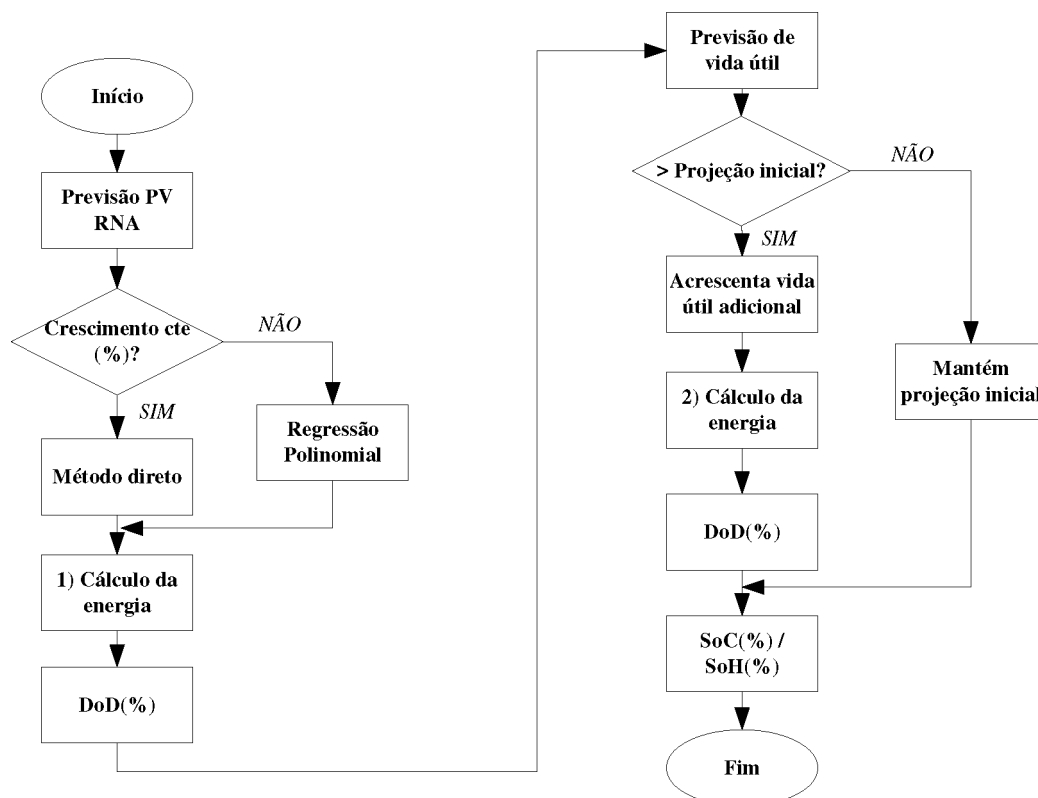 Início
Previsão PV
RNA
Crescimento cte
(%)?
NÃO
SIM
Regressão
Polinomial
Método direto
1) Cálculo da
energia
DoD(%)
Previsão de
vida útil
> Projeção inicial?
NÃO
SIM
Acrescenta vida
útil adicional
Mantém
projeção inicial
2) Cálculo da
energia
DoD(%)
SoC(%) /
SoH(%)
Fim